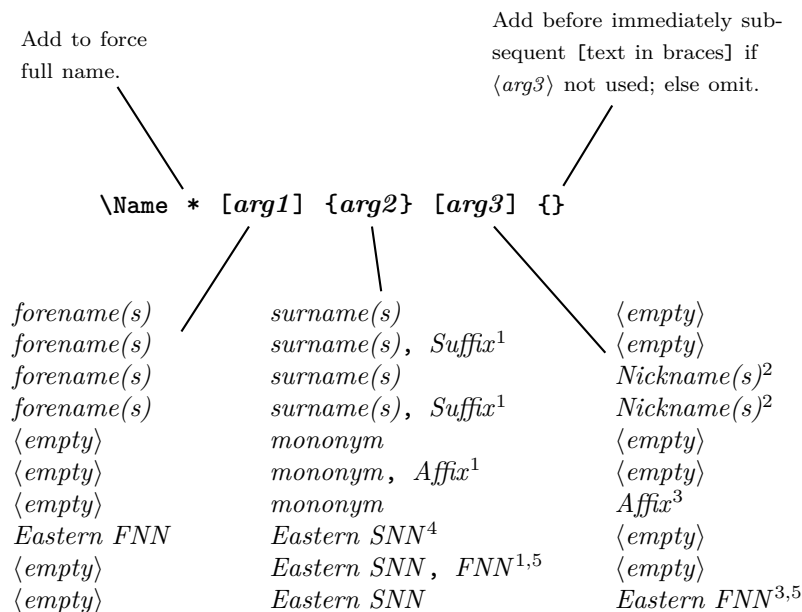 Add to force
full name.
Add before immediately sub-
sequent [text in braces] if
⟨arg3⟩ not used; else omit.
\Name * [arg1] {arg2} [arg3] {}
forename(s) surname(s) ⟨empty⟩
forename(s) surname(s), Suffix1 ⟨empty⟩
forename(s) surname(s) Nickname(s)2
forename(s) surname(s), Suffix1 Nickname(s)2
⟨empty⟩ mononym ⟨empty⟩
⟨empty⟩ mononym, Affix1 ⟨empty⟩
⟨empty⟩ mononym Affix3
Eastern FNN Eastern SNN4 ⟨empty⟩
⟨empty⟩ Eastern SNN, FNN1,5 ⟨empty⟩
⟨empty⟩ Eastern SNN Eastern FNN3,5